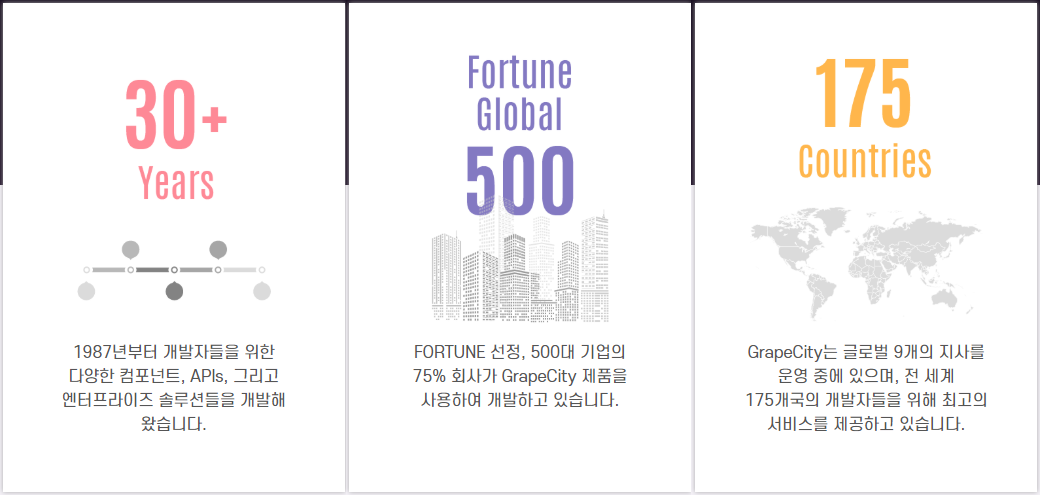 30+
Years
1987년부터 개발자들을 위한
다양한 컴포넌트, APIs, 그리고
엔터프라이즈 솔루션들을 개발해
왔습니다.
Fortune
Global
500
FORTUNE 선정, 500대 기업의
75% 회사가 GrapeCity 제품을
사용하여 개발하고 있습니다.
175
Countries
GrapeCity는 글로벌 9개의 지사를
운영 중에 있으며, 전 세계
175개국의 개발자들을 위해 최고의
서비스를 제공하고 있습니다.